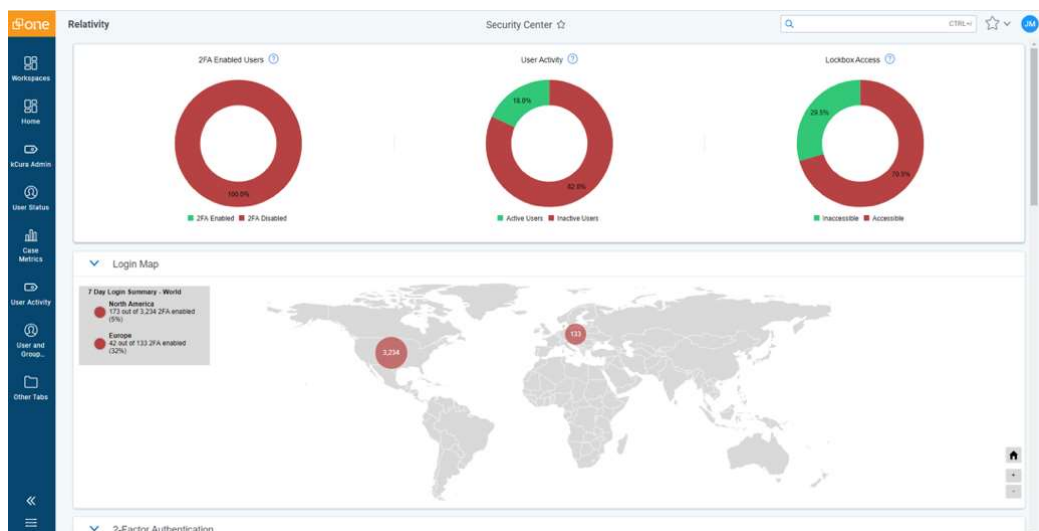 one
Relativity
Security Center
CTRL+/
JM
Workspaces
Home
kCura Admin
User Status
Case
Metrics
User Activity
User and
Group...
Other Tabs
2FA Enabled Users ?
100.0%
2FA Enabled 2FA Disabled
User Activity ?
18.0%
82.0%
Active Users Inactive Users
Lockbox Access ?
29.5%
70.5%
Inaccessible Accessible
Login Map
7 Day Login Summary - World
North America
173 out of 3,234 2FA enabled
(5%)
Europe
42 out of 133 2FA enabled
(32%)
3,234
133
+
-
2-Factor Authentication